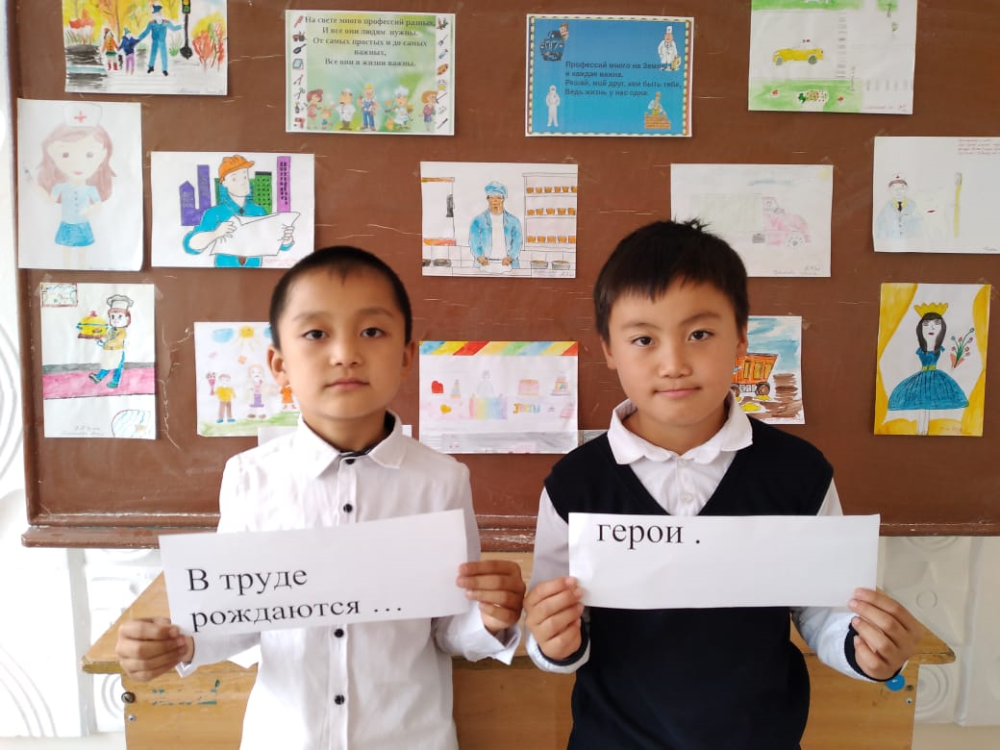 На свете много профессий разных,
И все они людям нужны.
От самых простых и до самых
важных,
Все они в жизни важны.
Профессий много на Земле
и каждая важна.
Решай, мой друг, кем быть тебе,
Ведь жизнь у нас одна.
В труде
рождаются ...
герои .